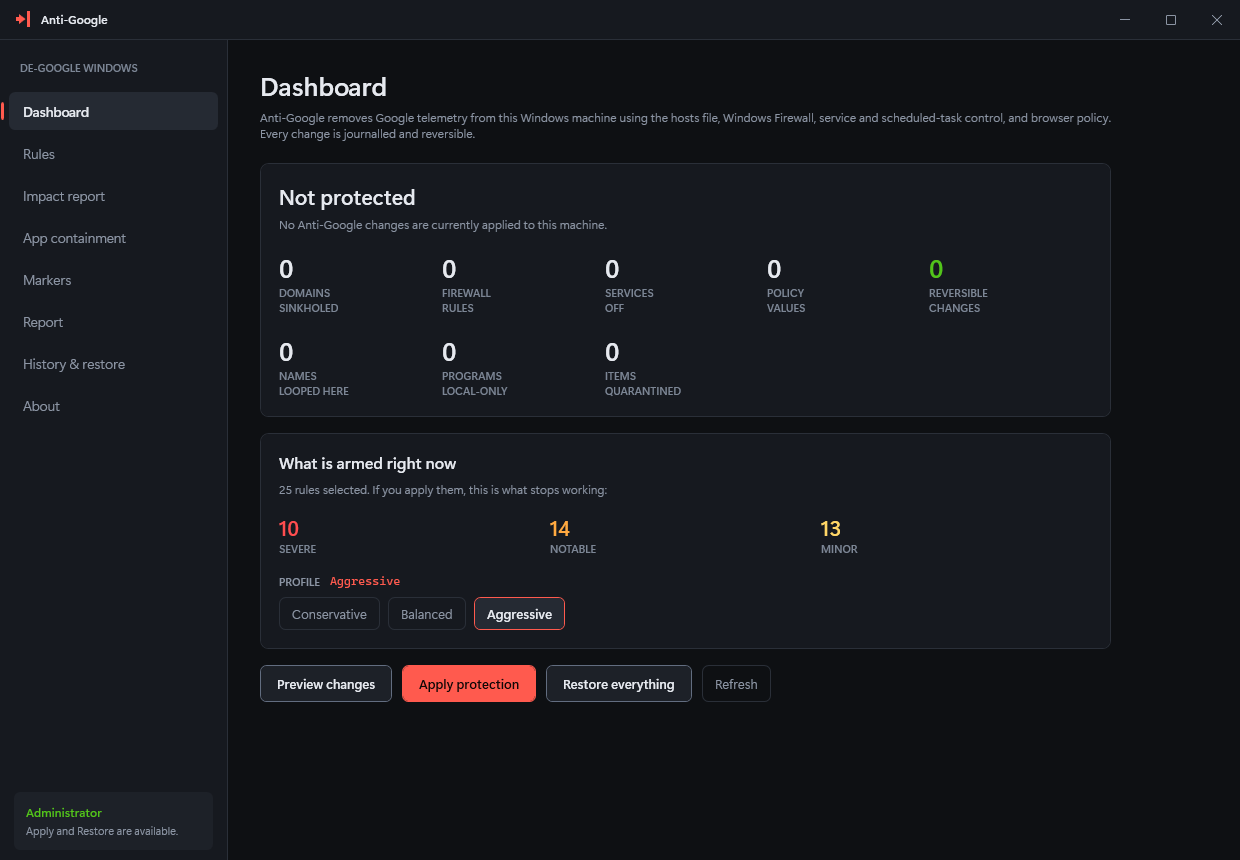 Anti-Google
DE-GOOGLE WINDOWS
Dashboard
Rules
Impact report
App containment
Markers
Report
History & restore
About
Administrator
Apply and Restore are available.
Dashboard
Anti-Google removes Google telemetry from this Windows machine using the hosts file, Windows Firewall, service and scheduled-task control, and browser policy.
Every change is journalled and reversible.
Not protected
No Anti-Google changes are currently applied to this machine.
0
DOMAINS
SINKHOLED
0
FIREWALL
RULES
0
SERVICES
OFF
0
POLICY
VALUES
0
REVERSIBLE
CHANGES
0
NAMES
LOOPED HERE
0
PROGRAMS
LOCAL-ONLY
0
ITEMS
QUARANTINED
What is armed right now
25 rules selected. If you apply them, this is what stops working:
10
SEVERE
14
NOTABLE
13
MINOR
PROFILE Aggressive
Conservative Balanced Aggressive
Preview changes Apply protection Restore everything Refresh